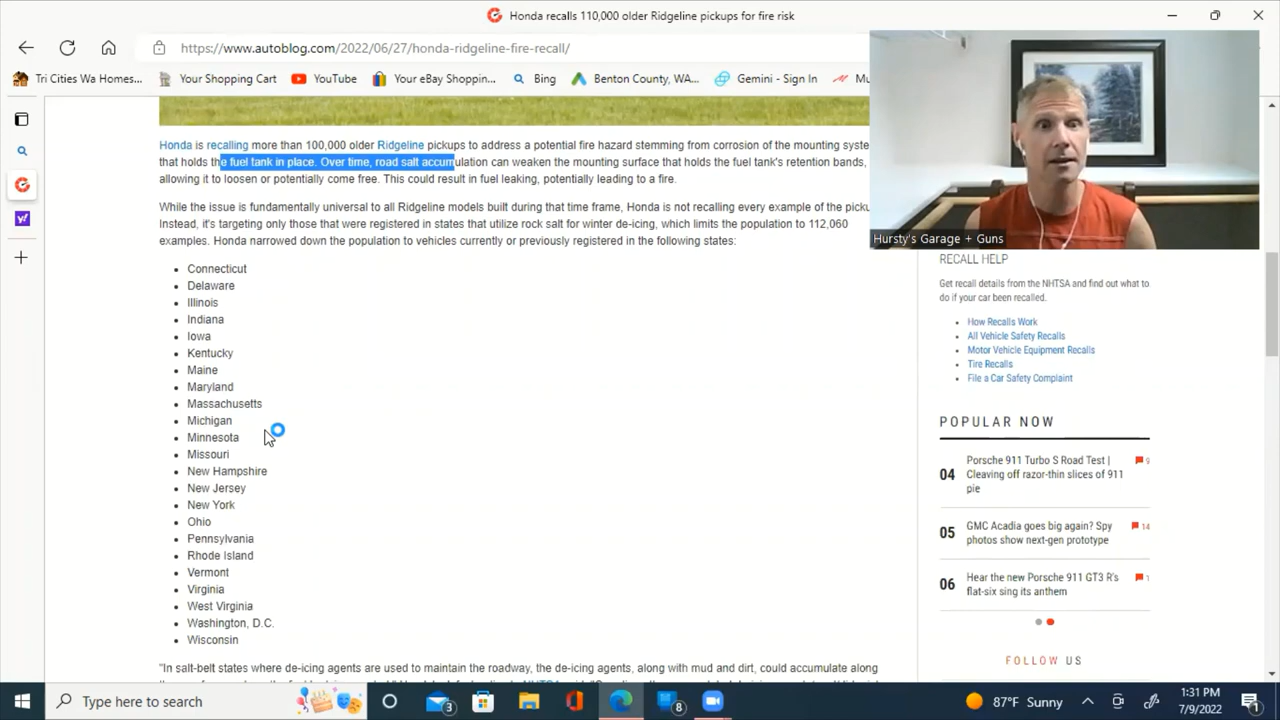 Honda recalls 110,000 older Ridgeline pickups for fire risk
https://www.autoblog.com/2022/06/27/honda-ridgeline-fire-recall/
Tri Cities Wa Homes...
Your Shopping Cart
YouTube
Your eBay Shoppin...
Bing
Benton County, WA...
Gemini - Sign In
Mu
Honda is recalling more than 100,000 older Ridgeline pickups to address a potential fire hazard stemming from corrosion of the mounting syste
that holds the fuel tank in place. Over time, road salt accumulation can weaken the mounting surface that holds the fuel tank's retention bands,
allowing it to loosen or potentially come free. This could result in fuel leaking, potentially leading to a fire.
While the issue is fundamentally universal to all Ridgeline models built during that time frame, Honda is not recalling every example of the picku
Instead, it's targeting only those that were registered in states that utilize rock salt for winter de-icing, which limits the population to 112,060
examples. Honda narrowed down the population to vehicles currently or previously registered in the following states:
Connecticut
Delaware
Illinois
Indiana
Iowa
Kentucky
Maine
Maryland
Massachusetts
Michigan
Minnesota
Missouri
New Hampshire
New Jersey
New York
Ohio
Pennsylvania
Rhode Island
Vermont
Virginia
West Virginia
Washington, D.C.
Wisconsin
"In salt-belt states where de-icing agents are used to maintain the roadway, the de-icing agents, along with mud and dirt, could accumulate along
Hursty's Garage + Guns
RECALL HELP
Get recall details from the NHTSA and find out what to
do if your car been recalled.
How Recalls Work
All Vehicle Safety Recalls
Motor Vehicle Equipment Recalls
Tire Recalls
File a Car Safety Complaint
POPULAR NOW
04
Porsche 911 Turbo S Road Test |
Cleaving off razor-thin slices of 911
pie
9
05
GMC Acadia goes big again? Spy
photos show next-gen prototype
14
06
Hear the new Porsche 911 GT3 R's
flat-six sing its anthem
1
FOLLOW US
Type here to search
3
8
87°F Sunny
1:31 PM
7/9/2022
1